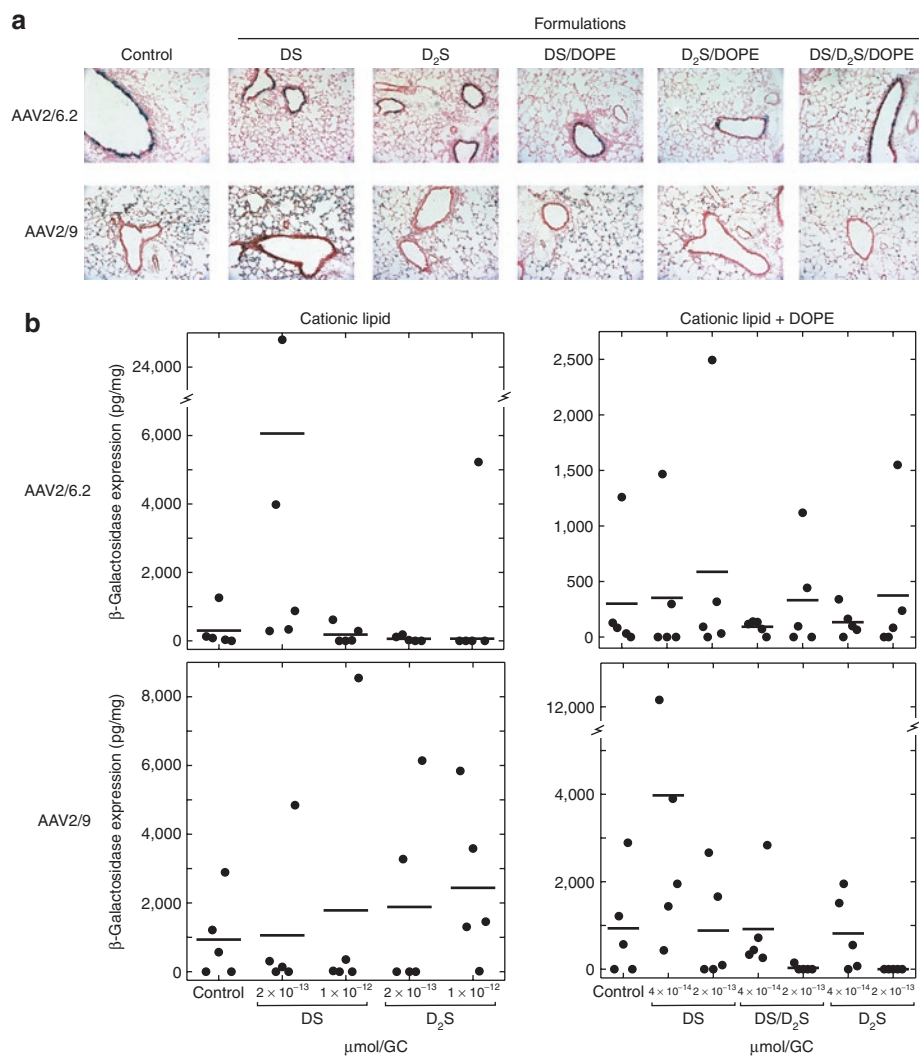 a
Formulations
Control DS D₂S DS/DOPE D₂S/DOPE DS/D₂S/DOPE
AAV2/6.2
AAV2/9
b
Cationic lipid
Cationic lipid + DOPE
AAV2/6.2
β-Galactosidase expression (pg/mg)
24,000
6,000
4,000
2,000
0
2,500
2,000
1,500
1,000
500
0
AAV2/9
β-Galactosidase expression (pg/mg)
8,000
6,000
4,000
2,000
0
12,000
4,000
2,000
0
Control 2 × 10⁻¹³ 1 × 10⁻¹² 2 × 10⁻¹³ 1 × 10⁻¹²
DS D₂S
μmol/GC
Control 4 × 10⁻¹⁴ 2 × 10⁻¹³ 4 × 10⁻¹⁴ 2 × 10⁻¹³ 4 × 10⁻¹⁴ 2 × 10⁻¹³
DS DS/D₂S D₂S
μmol/GC